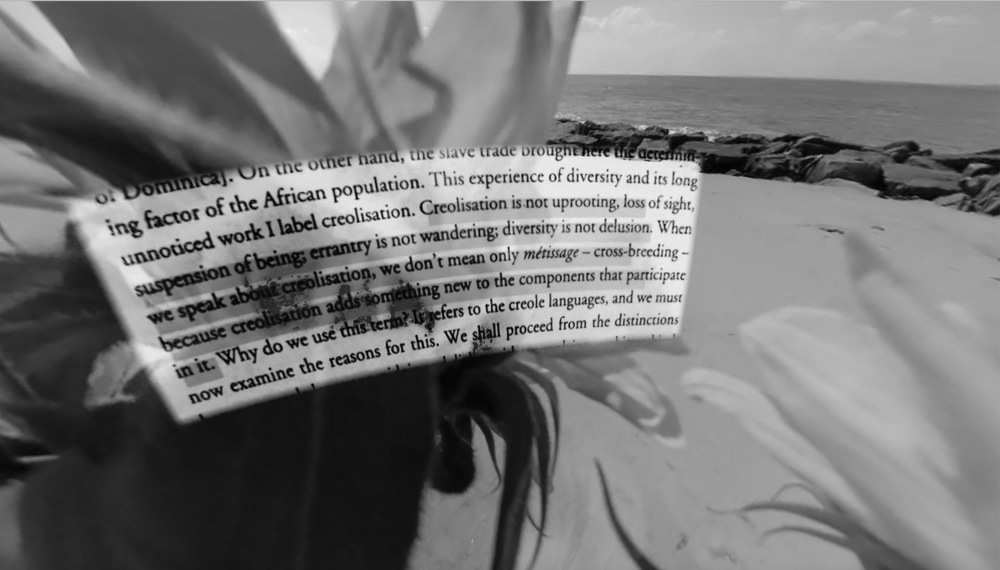 of Dominica]. On the other hand, the slave trade brought here the determin-
ing factor of the African population. This experience of diversity and its long
unnoticed work I label creolisation. Creolisation is not uprooting, loss of sight,
suspension of being; errantry is not wandering; diversity is not delusion. When
we speak about creolisation, we don't mean only métissage – cross-breeding –
because creolisation adds something new to the components that participate
in it. Why do we use this term? It refers to the creole languages, and we must
now examine the reasons for this. We shall proceed from the distinctions